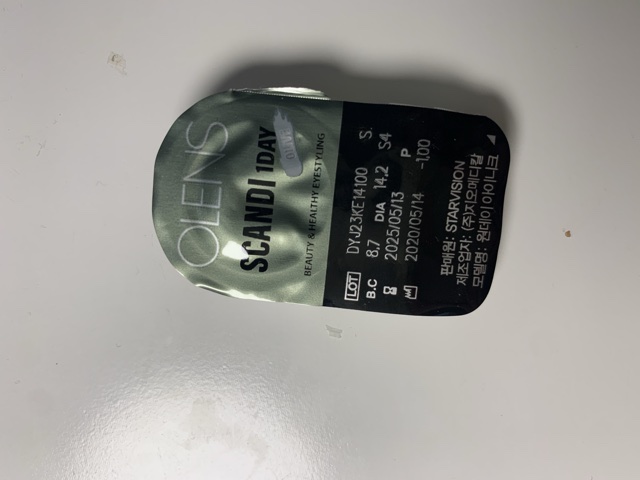 OLENS
SCANDI 1DAY
BEAUTY & HEALTHY EYESTYLING
LOT DYJ23KE14100 S.
B.C 8.7 DIA 14.2 S4
2025/05/13 P
2020/05/14 -1.00
판매원: STARVISION
제조업자: (주)지오메디칼
모델명: 원데이 아이니크